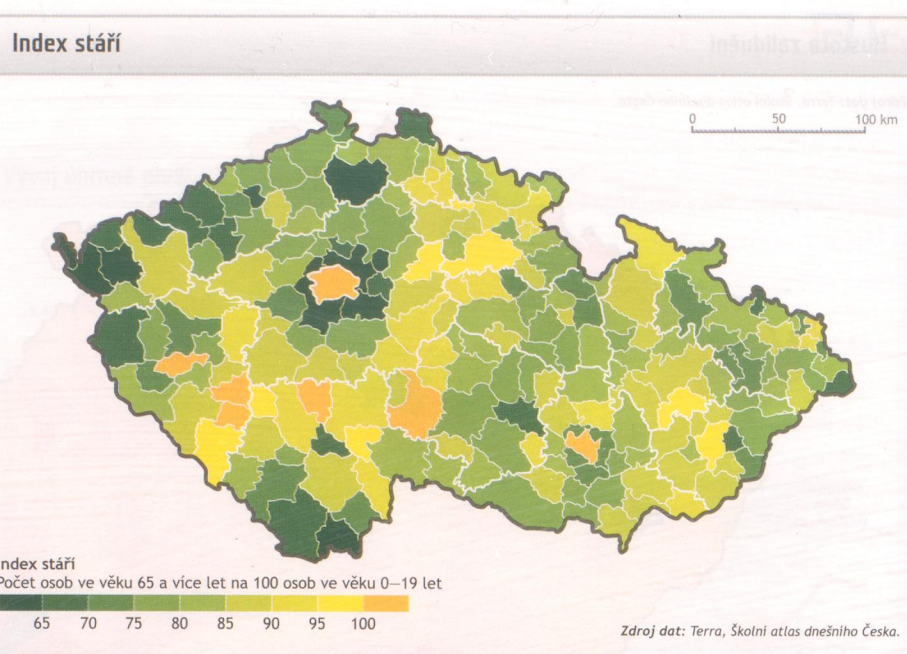 Index stáří
0 50 100 km
ndex stáří
Počet osob ve věku 65 a více let na 100 osob ve věku 0—19 let
65 70 75 80 85 90 95 100
Zdroj dat: Terra, Školní atlas dnešního Česka.